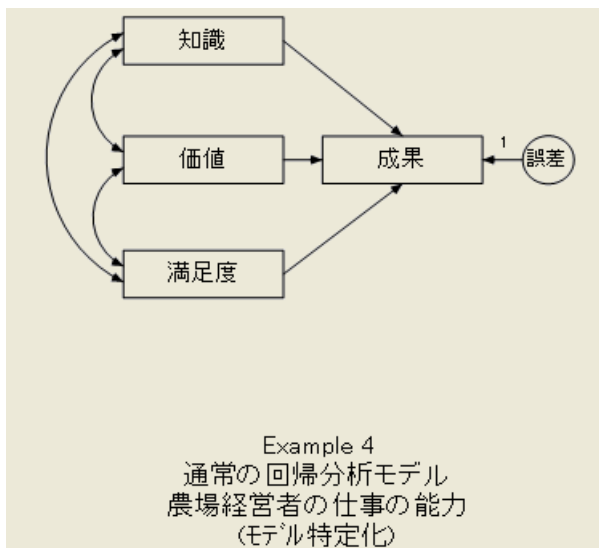 知識
価値
成果
1
誤差
満足度
Example 4
通常の回帰分析モデル
農場経営者の仕事の能力
(ﾓﾃﾞﾙ特定化)